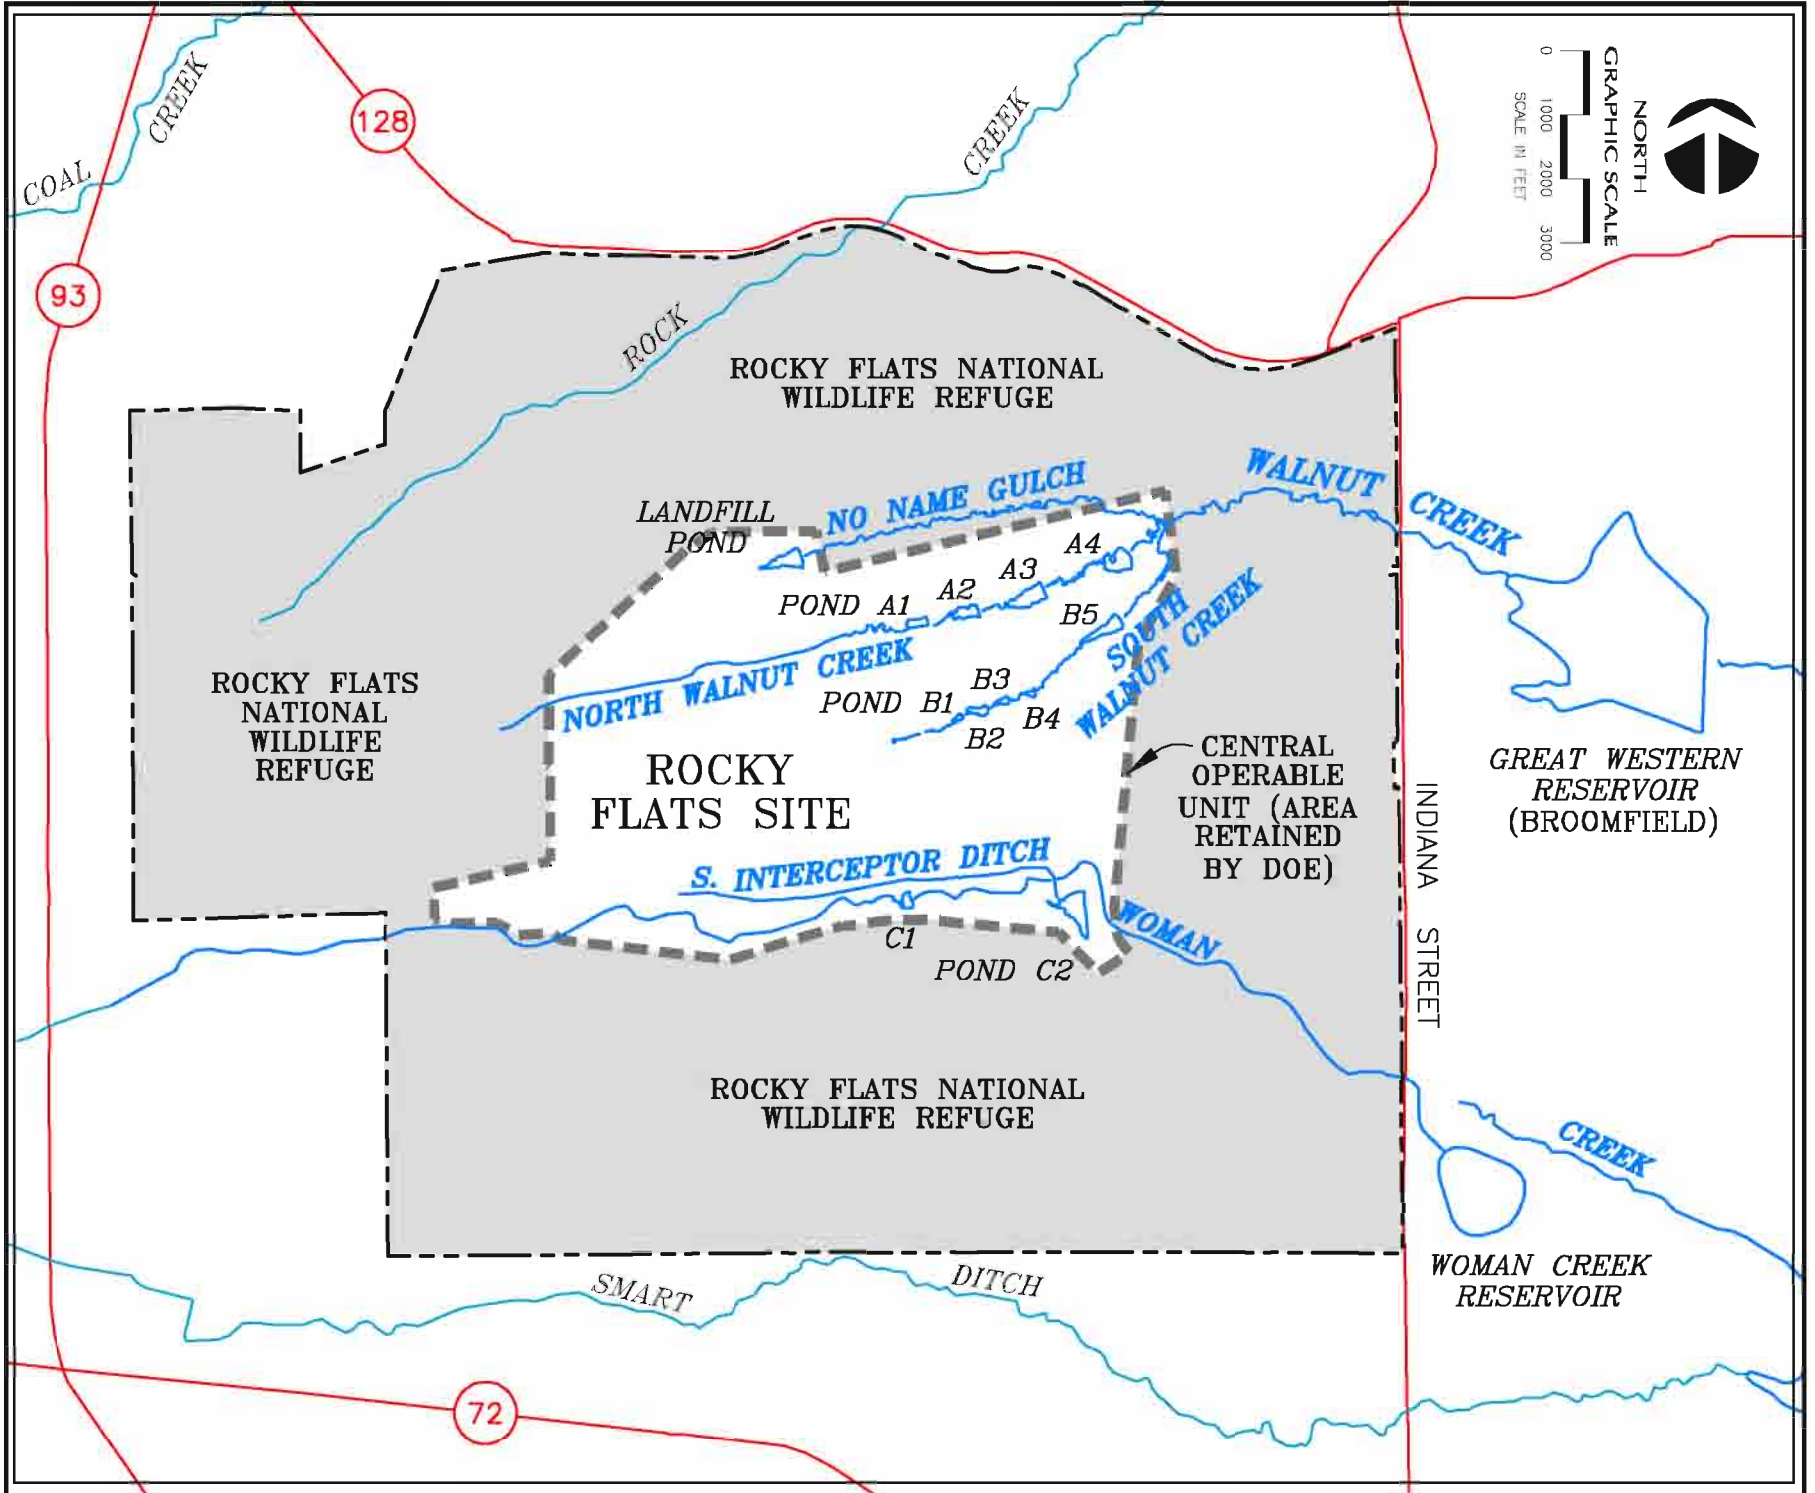 COAL
CREEK
128
93
CREEK
ROCK
NORTH
GRAPHIC SCALE
0 1000 2000 3000
SCALE IN FEET
ROCKY FLATS NATIONAL
WILDLIFE REFUGE
WALNUT CREEK
NO NAME GULCH
LANDFILL
POND
POND A1 A2 A3 A4
B5
SOUTH
WALNUT CREEK
NORTH WALNUT CREEK
B3
POND B1
B4
B2
ROCKY FLATS
NATIONAL
WILDLIFE
REFUGE
ROCKY
FLATS SITE
CENTRAL
OPERABLE
UNIT (AREA
RETAINED
BY DOE)
GREAT WESTERN
RESERVOIR
(BROOMFIELD)
INDIANA STREET
S. INTERCEPTOR DITCH
WOMAN
C1
POND C2
ROCKY FLATS NATIONAL
WILDLIFE REFUGE
CREEK
WOMAN CREEK
RESERVOIR
SMART DITCH
72